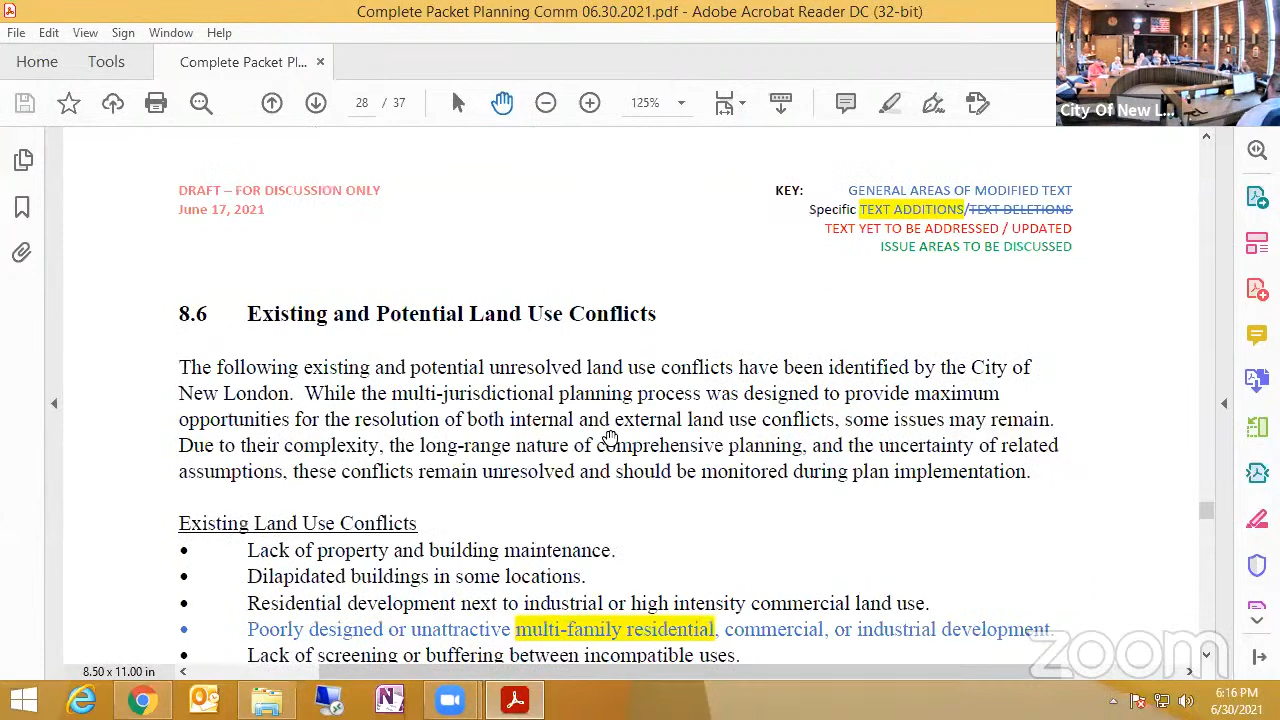 Complete Packet Planning Comm 06.30.2021.pdf - Adobe Acrobat Reader DC (32-bit)
File Edit View Sign Window Help
Home Tools Complete Packet Pl... ×
28 / 37 125%
City Of New L...
DRAFT – FOR DISCUSSION ONLY
June 17, 2021
KEY: GENERAL AREAS OF MODIFIED TEXT
Specific TEXT ADDITIONS/TEXT DELETIONS
TEXT YET TO BE ADDRESSED / UPDATED
ISSUE AREAS TO BE DISCUSSED
8.6 Existing and Potential Land Use Conflicts
The following existing and potential unresolved land use conflicts have been identified by the City of
New London. While the multi-jurisdictional planning process was designed to provide maximum
opportunities for the resolution of both internal and external land use conflicts, some issues may remain.
Due to their complexity, the long-range nature of comprehensive planning, and the uncertainty of related
assumptions, these conflicts remain unresolved and should be monitored during plan implementation.
Existing Land Use Conflicts
• Lack of property and building maintenance.
• Dilapidated buildings in some locations.
• Residential development next to industrial or high intensity commercial land use.
• Poorly designed or unattractive multi-family residential, commercial, or industrial development.
• Lack of screening or buffering between incompatible uses.
zoom
8.50 x 11.00 in
6:16 PM
6/30/2021